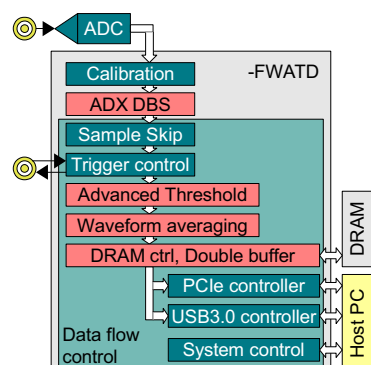 ADC
-FWATD
Calibration
ADX DBS
Sample Skip
Trigger control
Advanced Threshold
Waveform averaging
DRAM ctrl, Double buffer
DRAM
PCIe controller
USB3.0 controller
Host PC
Data flow
control
System control